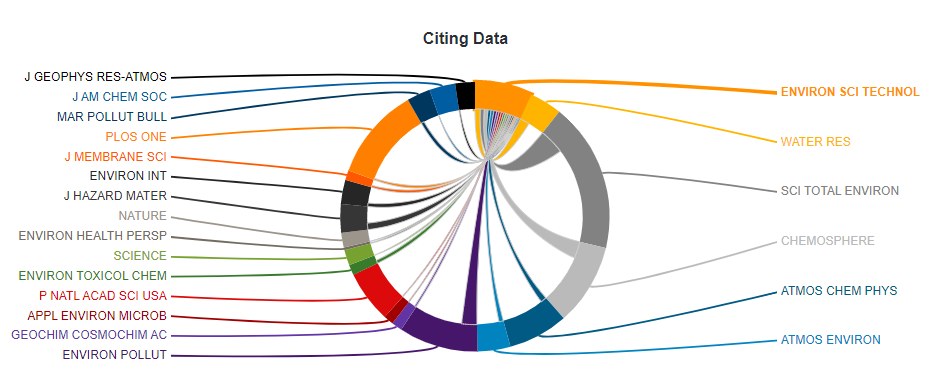 Citing Data
J GEOPHYS RES-ATMOS
J AM CHEM SOC
MAR POLLUT BULL
PLOS ONE
J MEMBRANE SCI
ENVIRON INT
J HAZARD MATER
NATURE
ENVIRON HEALTH PERSP
SCIENCE
ENVIRON TOXICOL CHEM
P NATL ACAD SCI USA
APPL ENVIRON MICROB
GEOCHIM COSMOCHIM AC
ENVIRON POLLUT
ENVIRON SCI TECHNOL
WATER RES
SCI TOTAL ENVIRON
CHEMOSPHERE
ATMOS CHEM PHYS
ATMOS ENVIRON